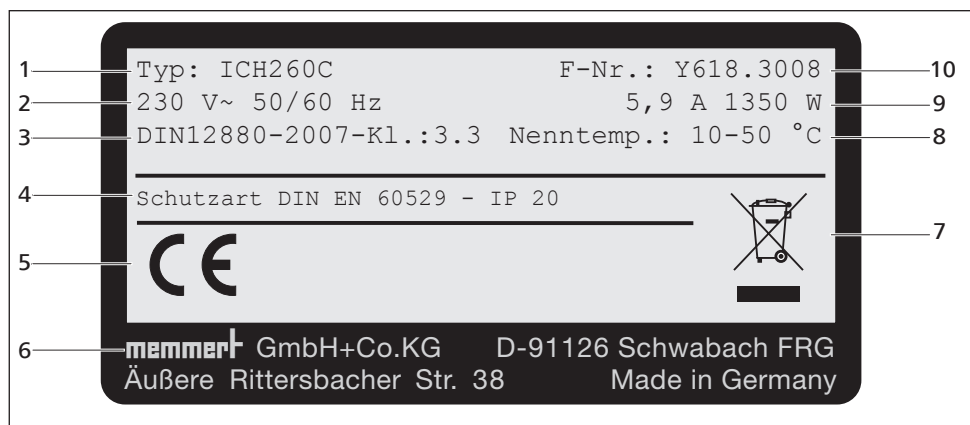 1 Typ: ICH260C F-Nr.: Y618.3008 10
2 230 V~ 50/60 Hz 5,9 A 1350 W 9
3 DIN12880-2007-Kl.:3.3 Nenntemp.: 10-50 °C 8
4 Schutzart DIN EN 60529 - IP 20
7
5 CE
6 memmert GmbH+Co.KG D-91126 Schwabach FRG
Äußere Rittersbacher Str. 38 Made in Germany